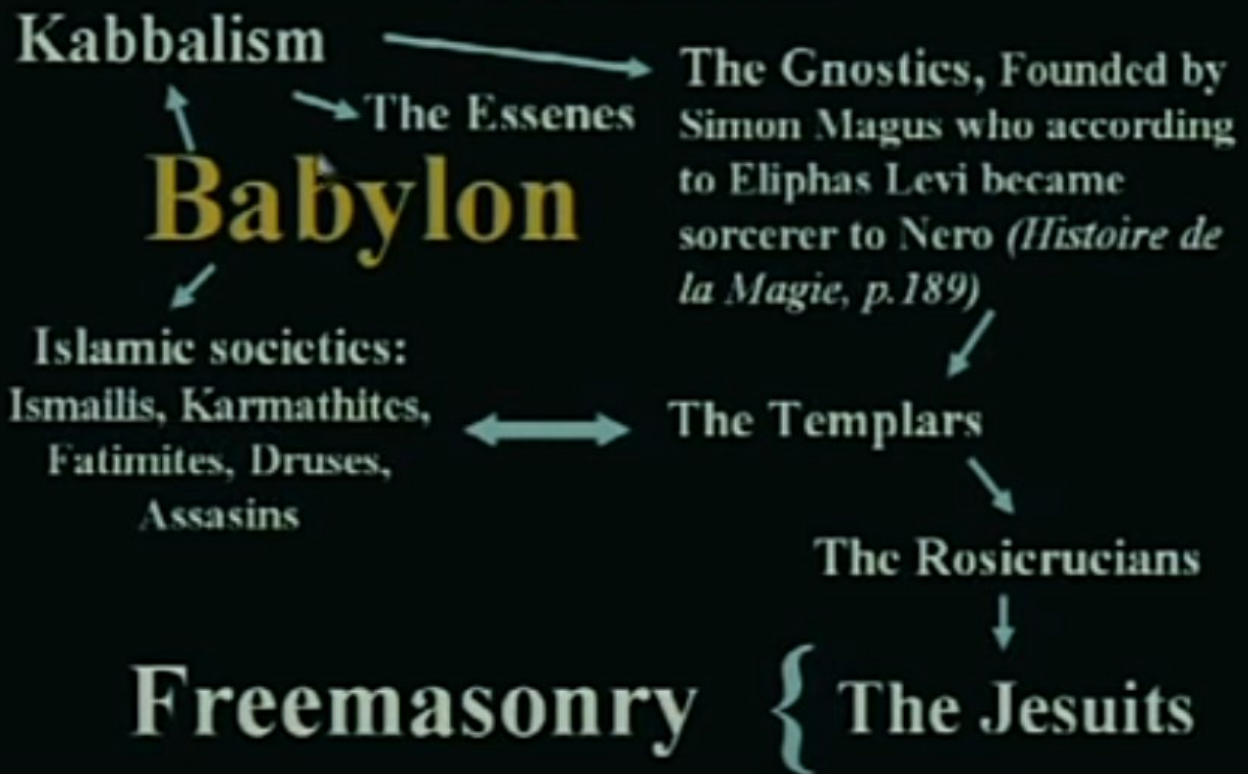 Kabbalism
The Essenes
Babylon
The Gnostics, Founded by
Simon Magus who according
to Eliphas Levi became
sorcerer to Nero (Histoire de
la Magie, p.189)
Islamic societies:
Ismailis, Karmathites,
Fatimites, Druses,
Assasins
The Templars
The Rosicrucians
Freemasonry { The Jesuits